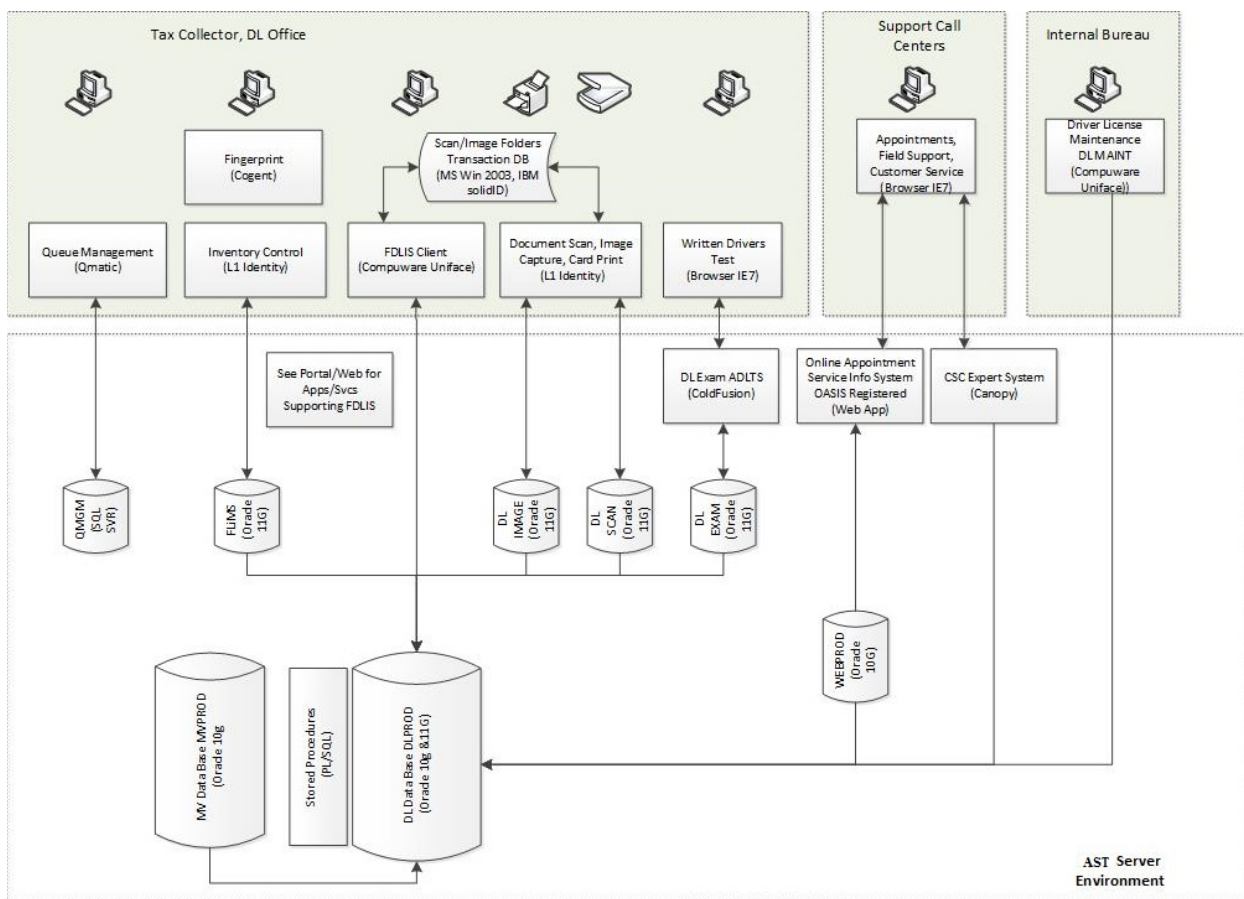 Tax Collector, DL Office
Support Call
Centers
Internal Bureau
Fingerprint
(Cogent)
Scan/Image Folders
Transaction DB
(MS Win 2003, IBM
solidID)
Appointments,
Field Support,
Customer Service
(Browser IE7)
Driver License
Maintenance
DL MAINT
(Compuware
Uniface))
Queue Management
(Qmatic)
Inventory Control
(L1 Identity)
FDLIS Client
(Compuware Uniface)
Document Scan, Image
Capture, Card Print
(L1 Identity)
Written Drivers
Test
(Browser IE7)
See Portal/Web for
Apps/Svcs
Supporting FDLIS
DL Exam ADLTS
(ColdFusion)
Online Appointment
Service Info System
OASIS Registered
(Web App)
CSC Expert System
(Canopy)
QMGM
(SQL
SVR)
FLiMS
(Oracle
11G)
DL
IMAGE
(Oracle
11G)
DL
SCAN
(Oracle
11G)
DL
EXAM
(Oracle
11G)
WEBPROD
(Oracle
10G)
MV Data Base MVPROD
(Oracle 10g
Stored Procedures
(PL/SQL)
DL Data Base DLPROD
(Oracle 10g &11G)
AST Server
Environment